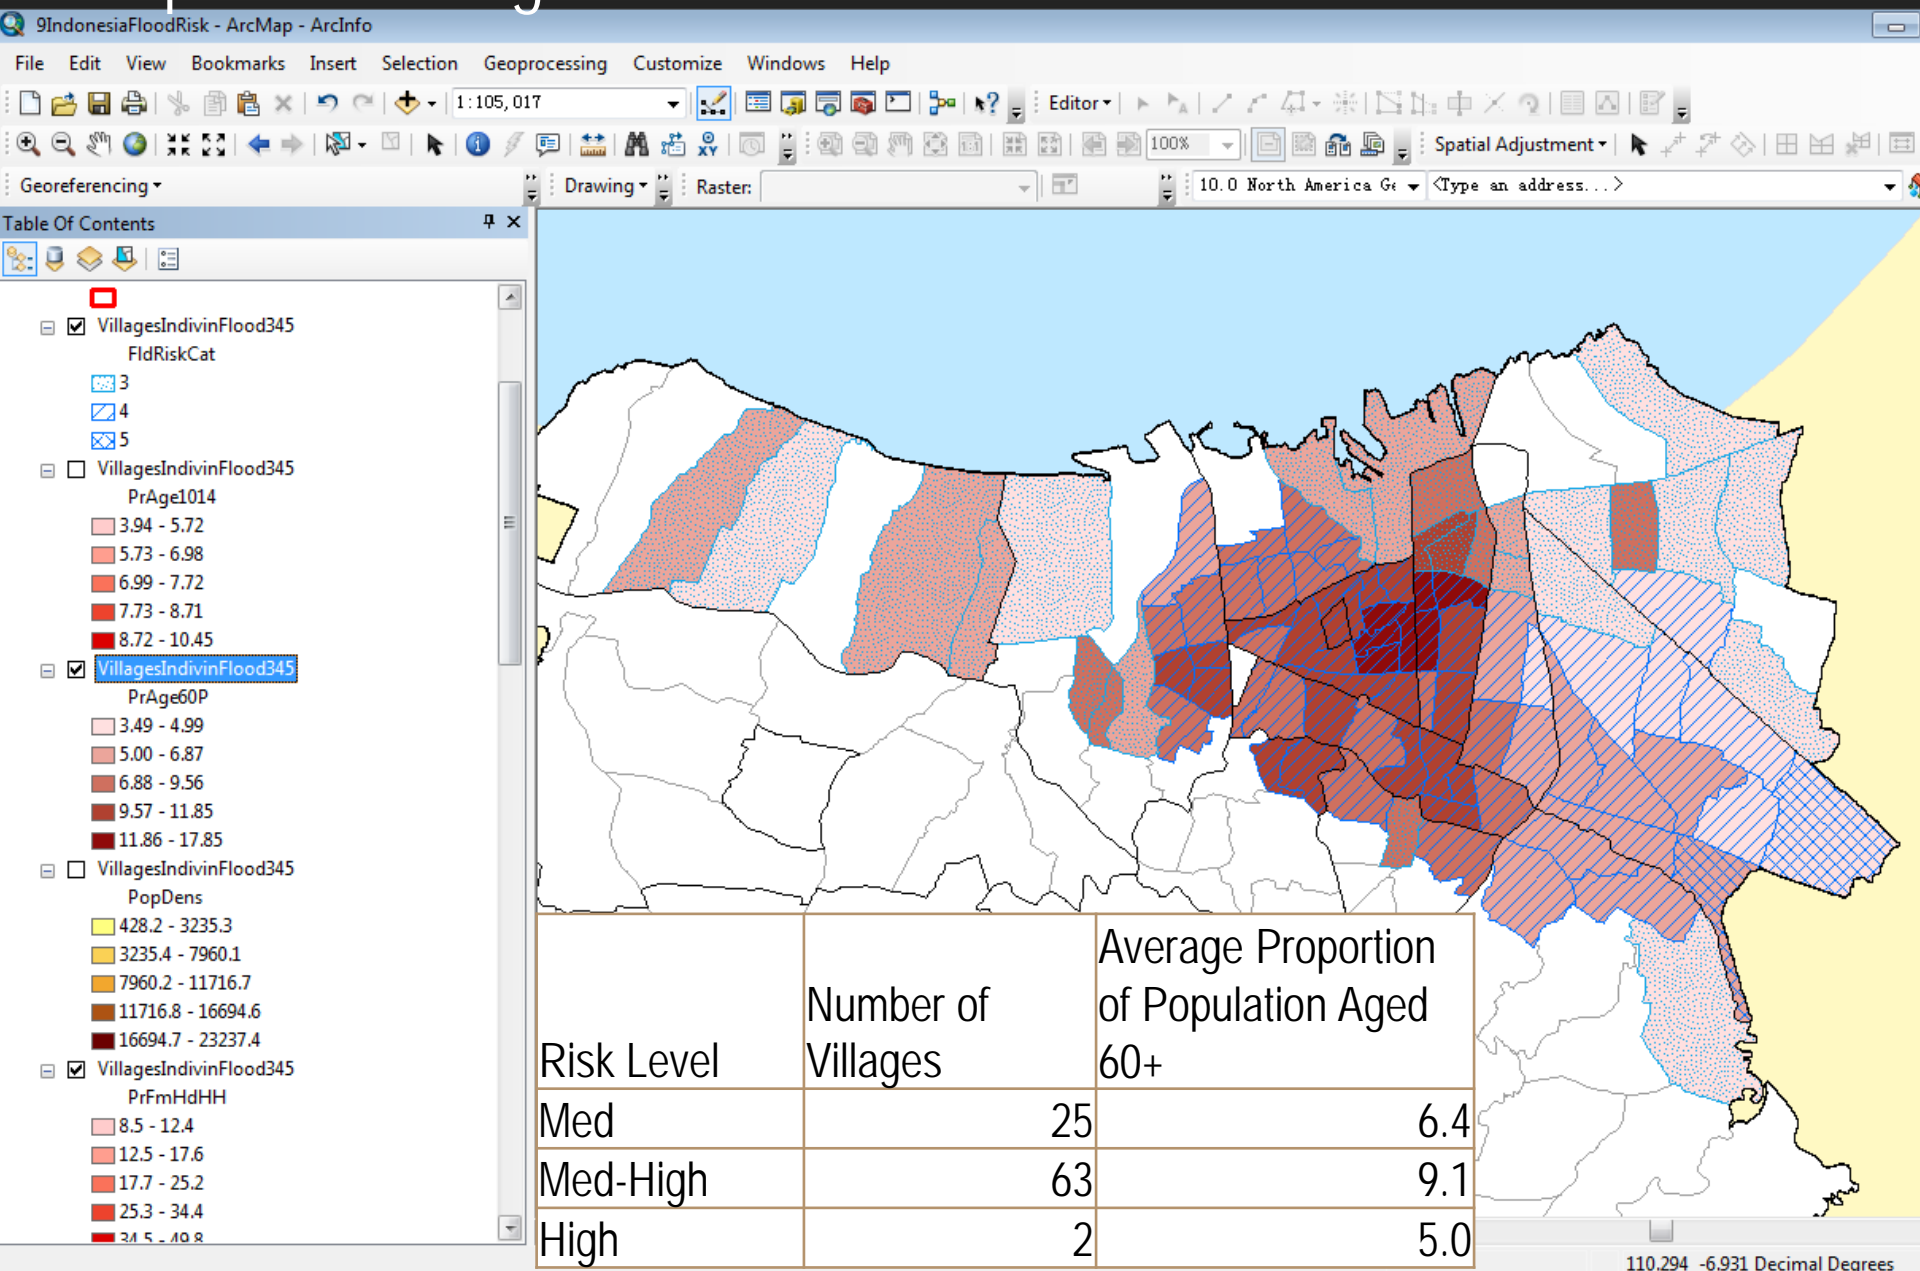 9IndonesiaFloodRisk - ArcMap - ArcInfo
File Edit View Bookmarks Insert Selection Geoprocessing Customize Windows Help
1:105,017
Editor
100%
Spatial Adjustment
Georeferencing
Drawing
Raster:
10.0 North America Ge
<Type an address...>
Table Of Contents
VillagesIndivinFlood345
FldRiskCat
3
4
5
VillagesIndivinFlood345
PrAge1014
3.94 - 5.72
5.73 - 6.98
6.99 - 7.72
7.73 - 8.71
8.72 - 10.45
VillagesIndivinFlood345
PrAge60P
3.49 - 4.99
5.00 - 6.87
6.88 - 9.56
9.57 - 11.85
11.86 - 17.85
VillagesIndivinFlood345
PopDens
428.2 - 3235.3
3235.4 - 7960.1
7960.2 - 11716.7
11716.8 - 16694.6
16694.7 - 23237.4
VillagesIndivinFlood345
PrFmHdHH
8.5 - 12.4
12.5 - 17.6
17.7 - 25.2
25.3 - 34.4
34.5 - 49.8
Risk Level
Number of
Villages
Average Proportion
of Population Aged
60+
Med 25 6.4
Med-High 63 9.1
High 2 5.0
110.294 -6.931 Decimal Degrees